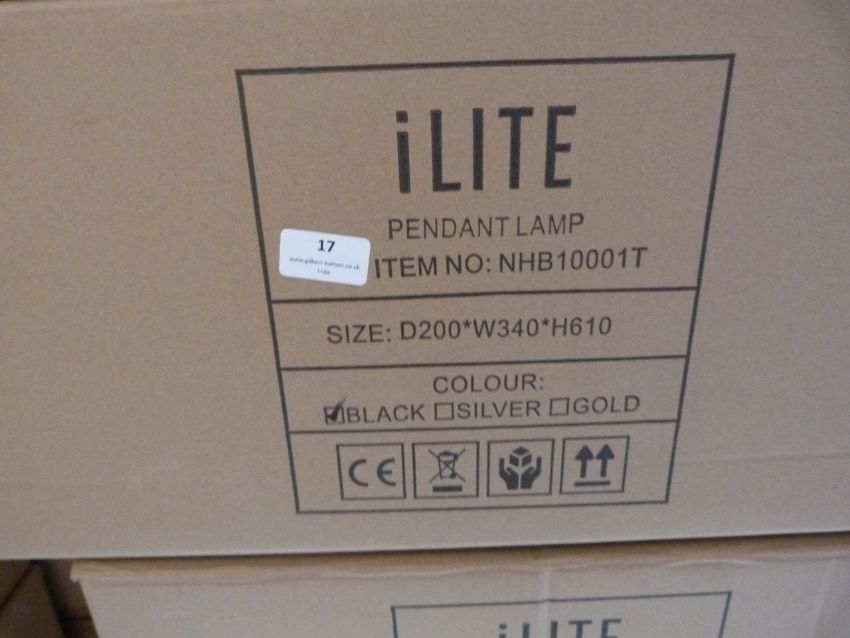 iLITE
PENDANT LAMP
17
ITEM NO: NHB10001T
SIZE: D200*W340*H610
COLOUR:
BLACK SILVER GOLD
CE
iLITE